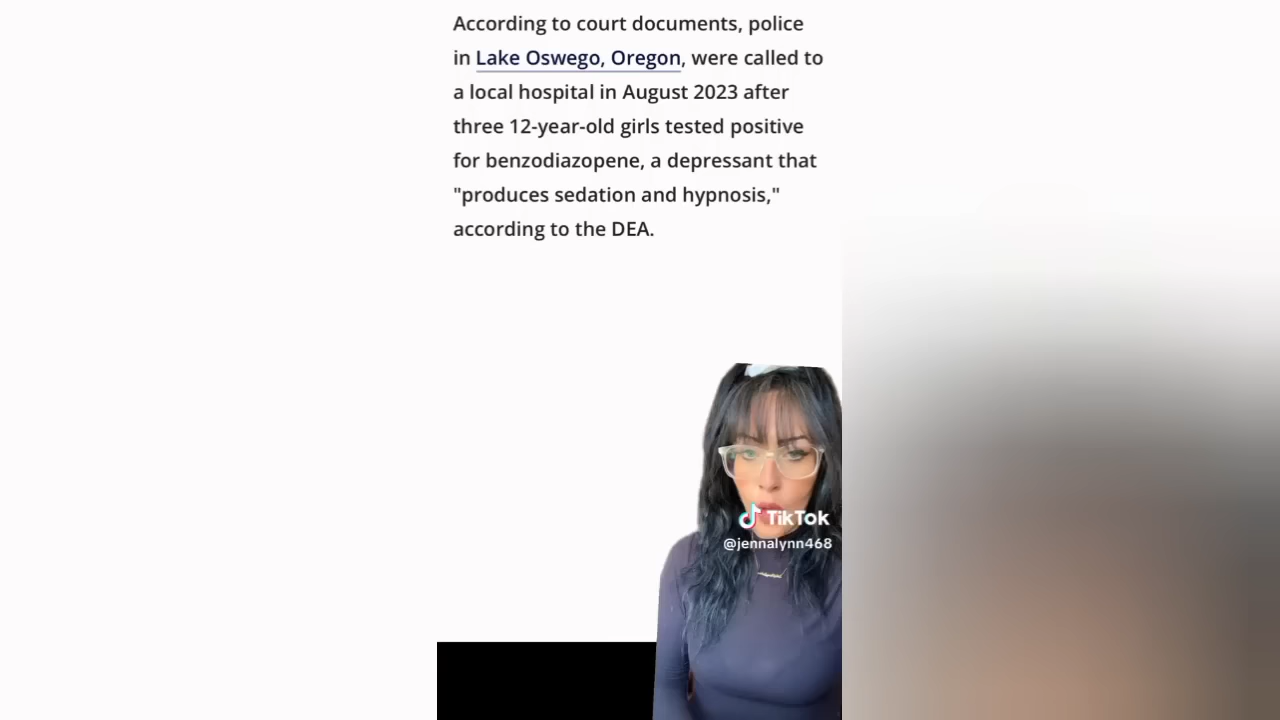 According to court documents, police
in Lake Oswego, Oregon, were called to
a local hospital in August 2023 after
three 12-year-old girls tested positive
for benzodiazopene, a depressant that
"produces sedation and hypnosis,"
according to the DEA.
TikTok
@jennalynn468